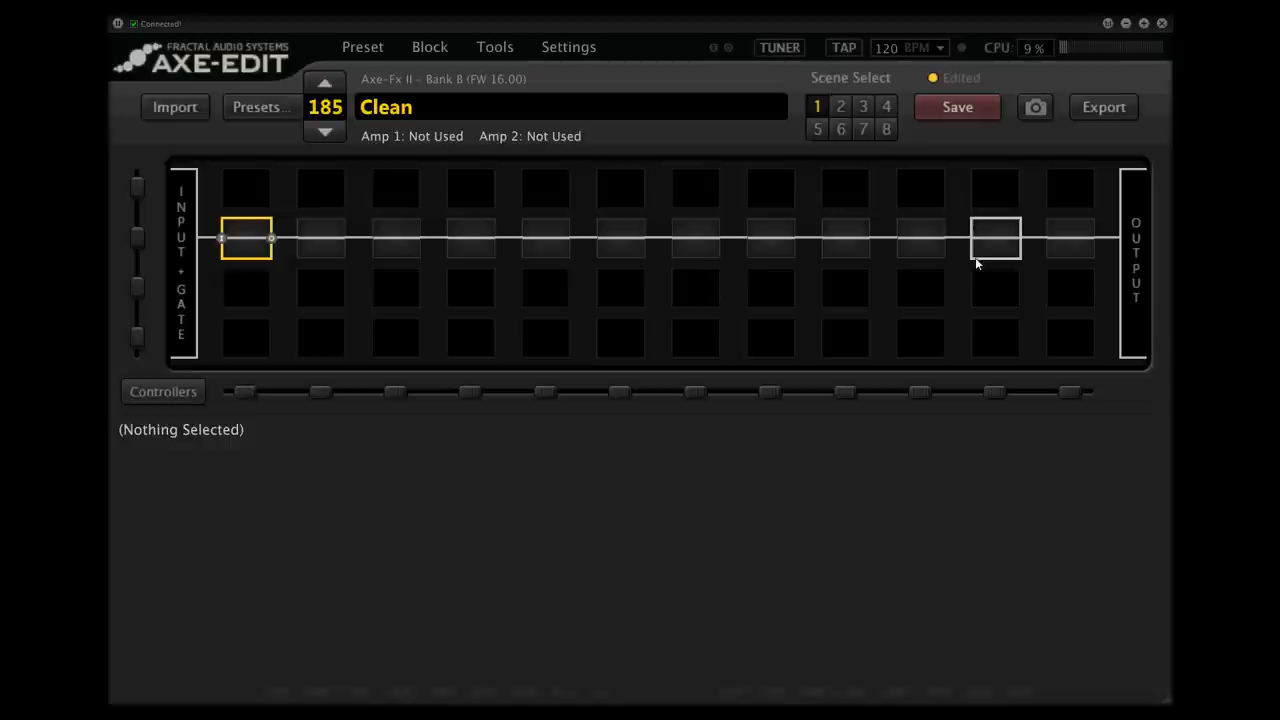 Connected!
FRACTAL AUDIO SYSTEMS
AXE-EDIT
Preset Block Tools Settings
TUNER TAP 120 BPM CPU: 9 %
Import Presets... 185
Axe-Fx II - Bank B (FW 16.00)
Clean
Amp 1: Not Used Amp 2: Not Used
Scene Select
1 2 3 4
5 6 7 8
Edited
Save Export
INPUT + GATE
OUTPUT
Controllers
(Nothing Selected)